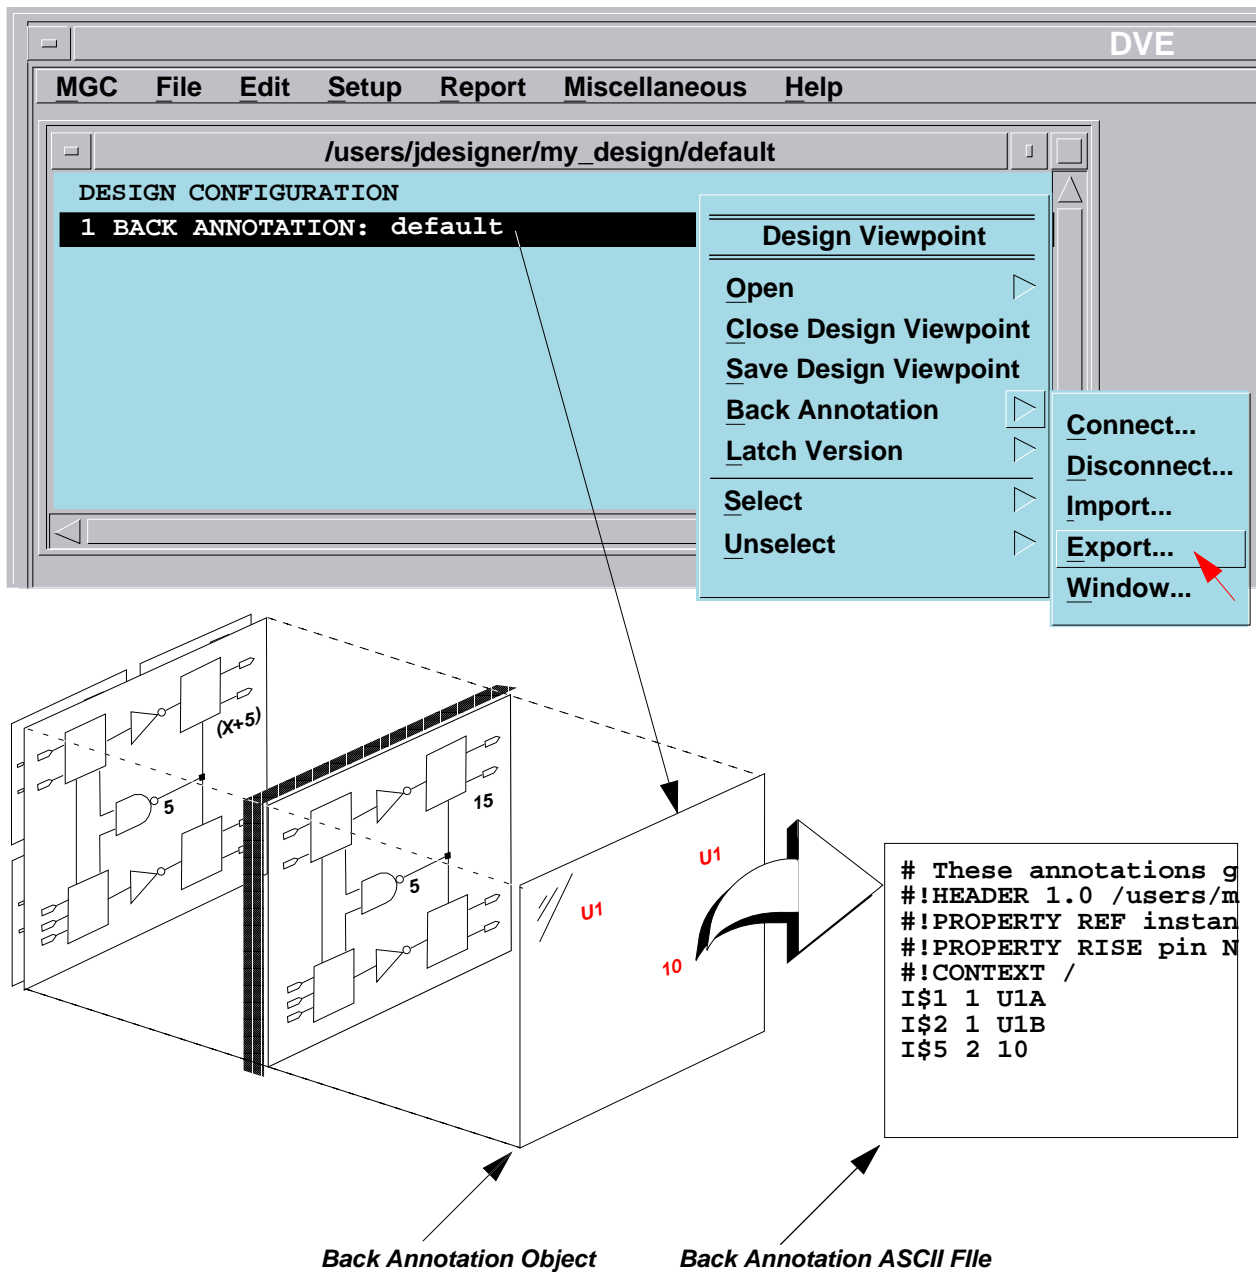 DVE
MGC File Edit Setup Report Miscellaneous Help
/users/jdesigner/my_design/default
DESIGN CONFIGURATION
1 BACK ANNOTATION: default
Design Viewpoint
Open
Close Design Viewpoint
Save Design Viewpoint
Back Annotation
Latch Version
Select
Unselect
Connect...
Disconnect...
Import...
Export...
Window...
(X+5)
5
15
5
U1
U1
10
# These annotations g
#!HEADER 1.0 /users/m
#!PROPERTY REF instan
#!PROPERTY RISE pin N
#!CONTEXT /
I$1 1 U1A
I$2 1 U1B
I$5 2 10
Back Annotation Object
Back Annotation ASCII FIle